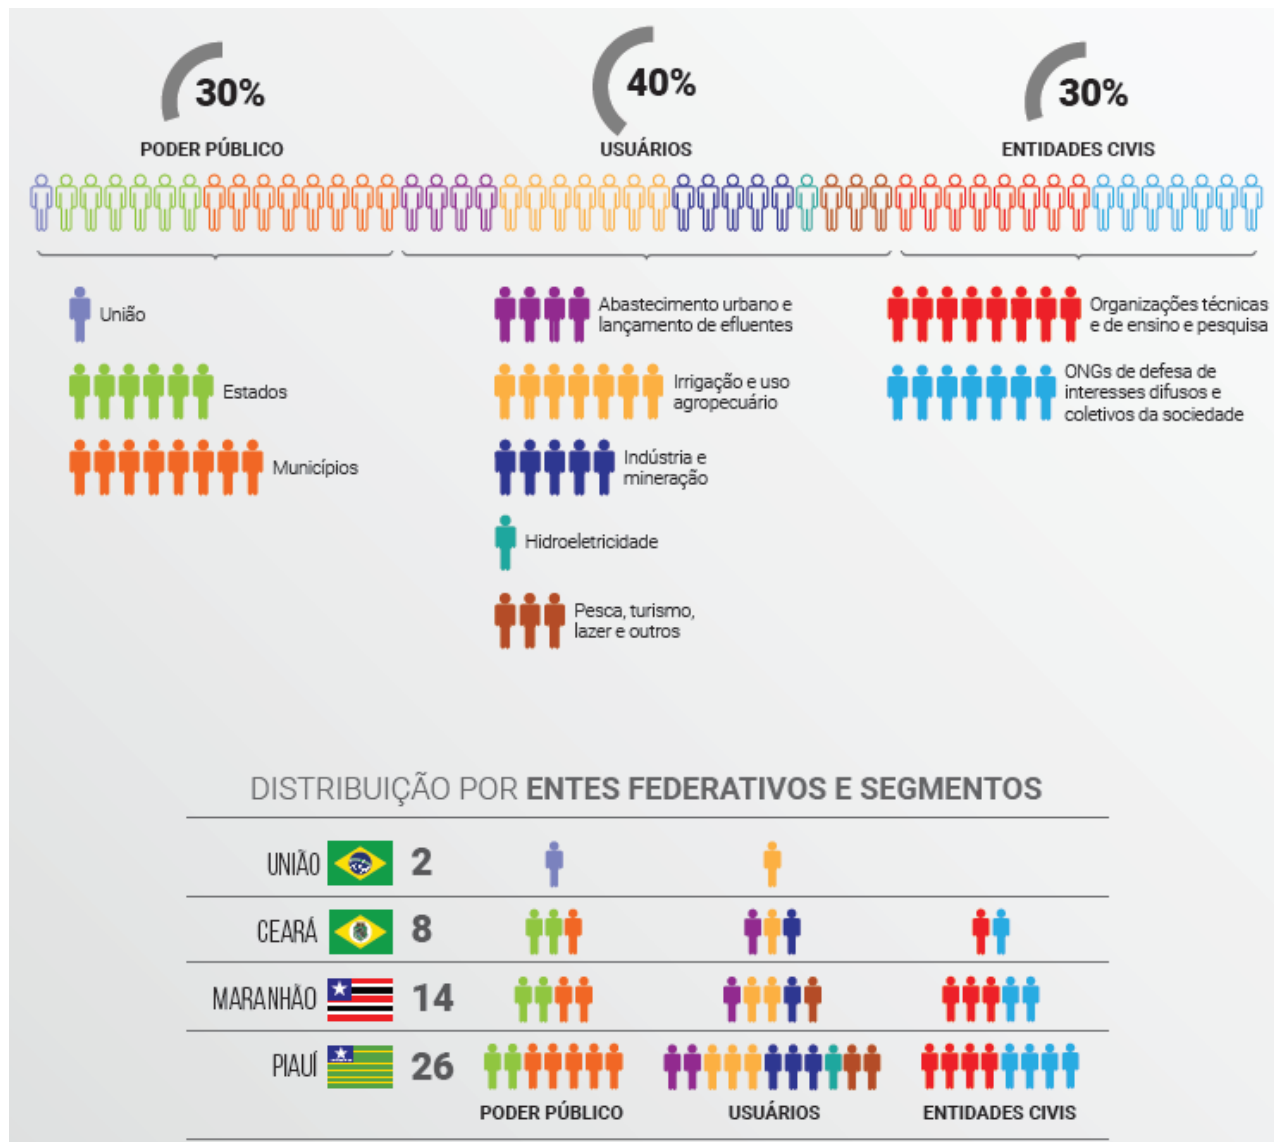 30%
PODER PÚBLICO
40%
USUÁRIOS
30%
ENTIDADES CIVIS
União
Estados
Municípios
Abastecimento urbano e
lançamento de efluentes
Irrigação e uso
agropecuário
Indústria e
mineração
Hidroeletricidade
Pesca, turismo,
lazer e outros
Organizações técnicas
e de ensino e pesquisa
ONGs de defesa de
interesses difusos e
coletivos da sociedade
DISTRIBUIÇÃO POR ENTES FEDERATIVOS E SEGMENTOS
UNIÃO 2
CEARÁ 8
MARANHÃO 14
PIAUÍ 26
PODER PÚBLICO USUÁRIOS ENTIDADES CIVIS